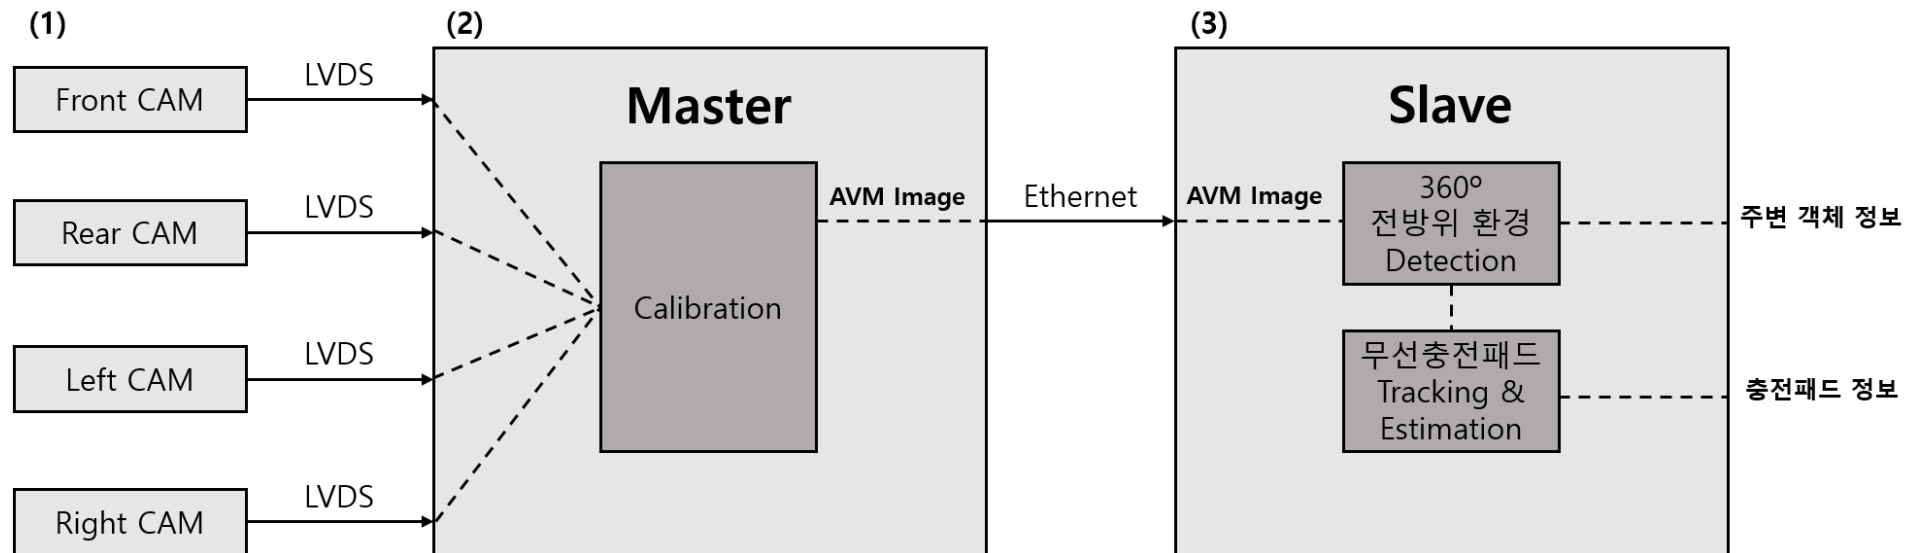 (1)
(2)
(3)
Front CAM
LVDS
Rear CAM
LVDS
Left CAM
LVDS
Right CAM
LVDS
Master
Calibration
AVM Image
Ethernet
Slave
AVM Image
360º
전방위 환경
Detection
무선충전패드
Tracking &
Estimation
주변 객체 정보
충전패드 정보